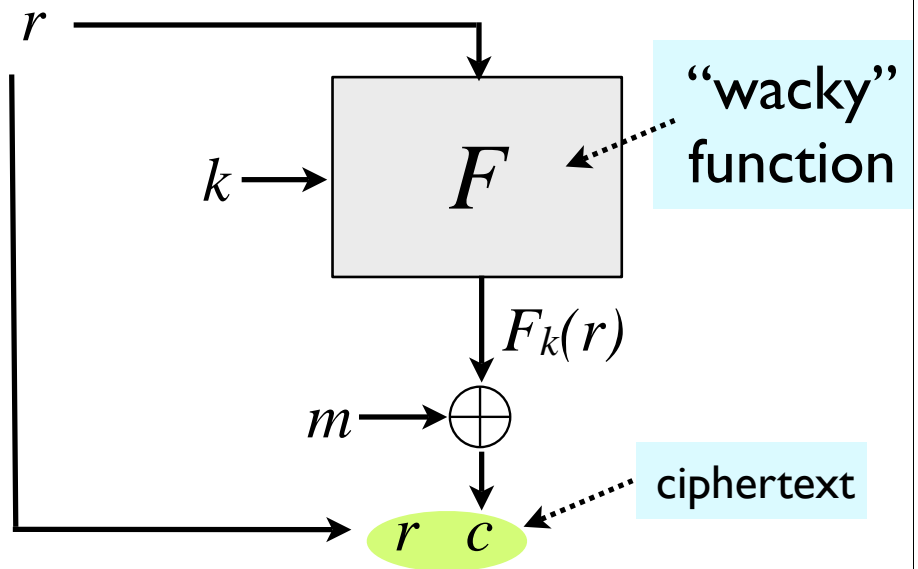 r
“wacky”
function
k
F
Fk(r)
m
ciphertext
r c